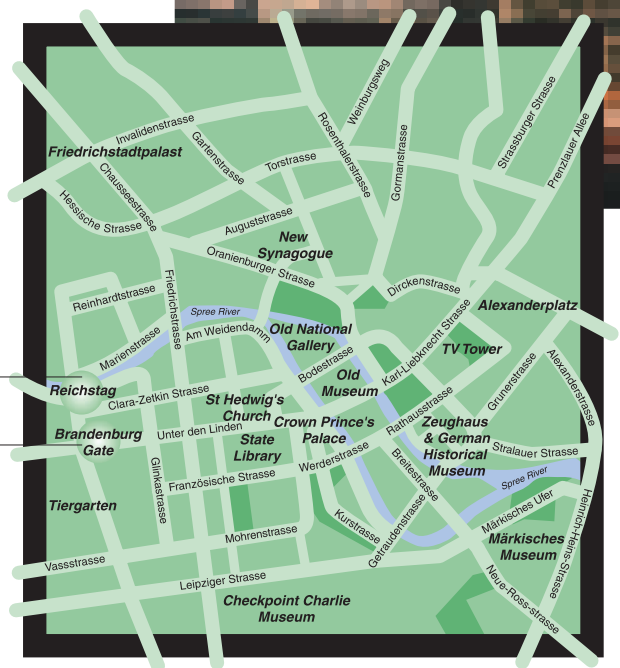 Weinburgsweg
Strassburger Strasse
Prenzlauer Allee
Invalidenstrasse
Rosenthalerstrasse
Gormanstrasse
Friedrichstadtpalast
Gartenstrasse
Torstrasse
Chausseestrasse
Hessische Strasse
Auguststrasse
New
Synagogue
Oranienburger Strasse
Dirckenstrasse
Reinhardtstrasse
Friedrichstrasse
Spree River
Alexanderplatz
Marienstrasse
Am Weidendamm
Old National
Gallery
Karl-Liebknecht Strasse
TV Tower
Bodestrasse
Alexanderstrasse
Grunerstrasse
Reichstag
Clara-Zetkin Strasse
Old
Museum
St Hedwig's
Church
Rathausstrasse
Brandenburg
Gate
Unter den Linden
Crown Prince's
Palace
Zeughaus
& German
Historical
Museum
State
Library
Werderstrasse
Stralauer Strasse
Breitestrasse
Spree River
Glinkastrasse
Französische Strasse
Tiergarten
Kurstrasse
Getraudenstrasse
Märkisches Ufer
Heinrich-Heins-Strasse
Mohrenstrasse
Märkisches
Museum
Vassstrasse
Leipziger Strasse
Neue-Ross-strasse
Checkpoint Charlie
Museum